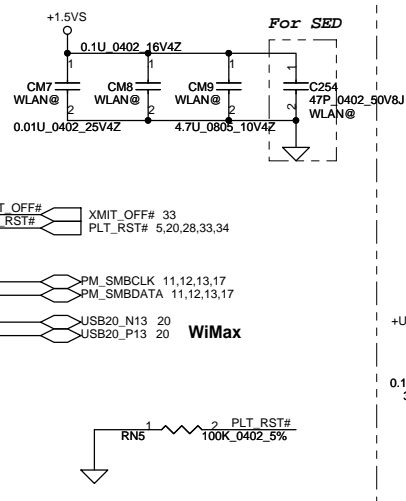 For SED
+1.5VS
0.1U_0402_16V4Z
1 1 1 1
CM7 CM8 CM9 C254
WLAN@ WLAN@ WLAN@ 47P_0402_50V8J
2 2 2 2 WLAN@
0.01U_0402_25V4Z 4.7U_0805_10V4Z
T_OFF# XMIT_OFF# 33
_RST# PLT_RST# 5,20,28,33,34
PM_SMBCLK 11,12,13,17
PM_SMBDATA 11,12,13,17
USB20_N13 20
USB20_P13 20
WiMax
+U
0.1
3
1 2 PLT_RST#
RN5 100K_0402_5%